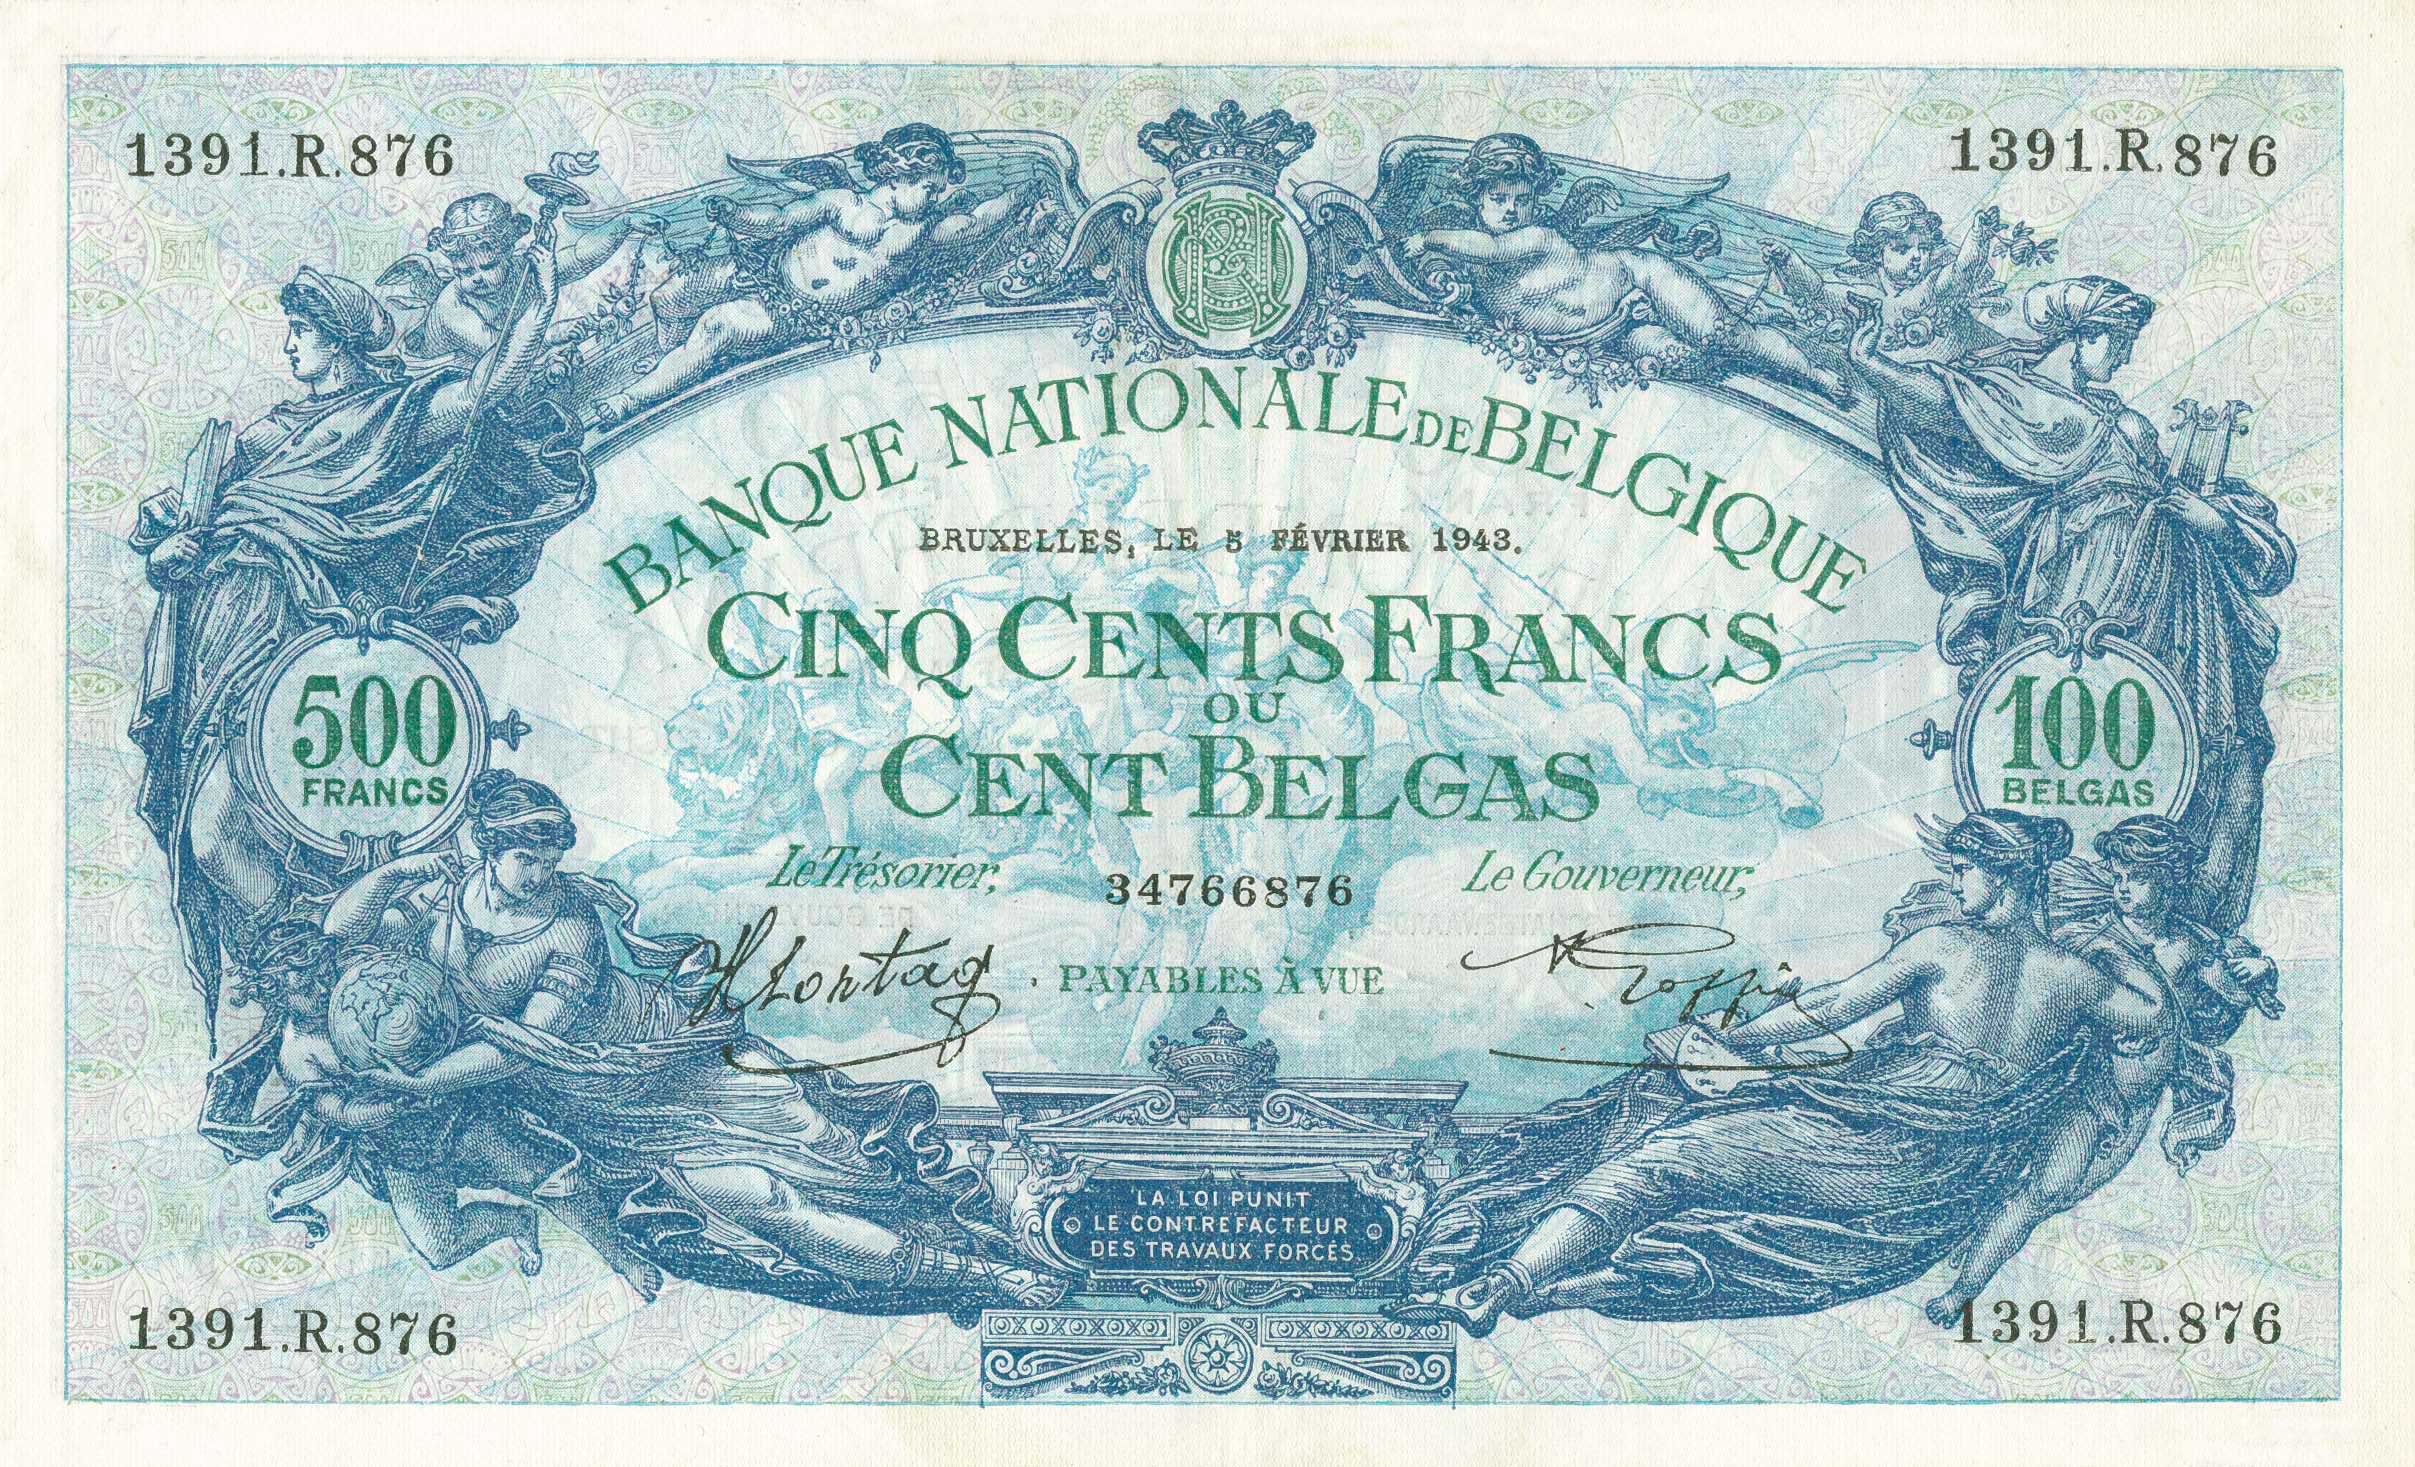 1391.R.876
1391.R.876
BANQUE NATIONALE DE BELGIQUE
BRUXELLES, LE 5 FÉVRIER 1943.
CINQ CENTS FRANCS
OU
CENT BELGAS
500
FRANCS
100
BELGAS
Le Trésorier,
34766876
Le Gouverneur,
PAYABLES À VUE
LA LOI PUNIT
LE CONTREFACTEUR
DES TRAVAUX FORCÉS
1391.R.876
1391.R.876